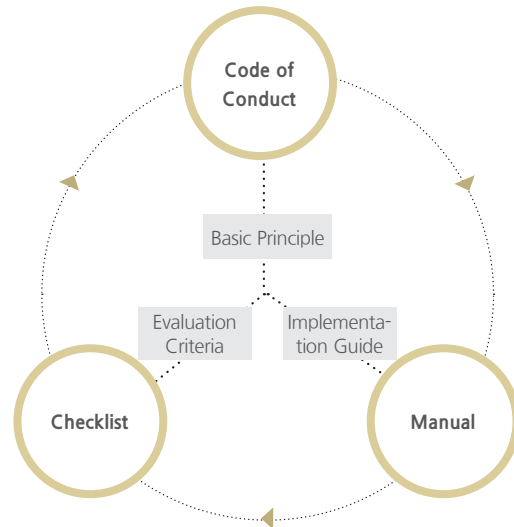 Code of
Conduct
Basic Principle
Evaluation
Criteria
Implementa-
tion Guide
Checklist
Manual